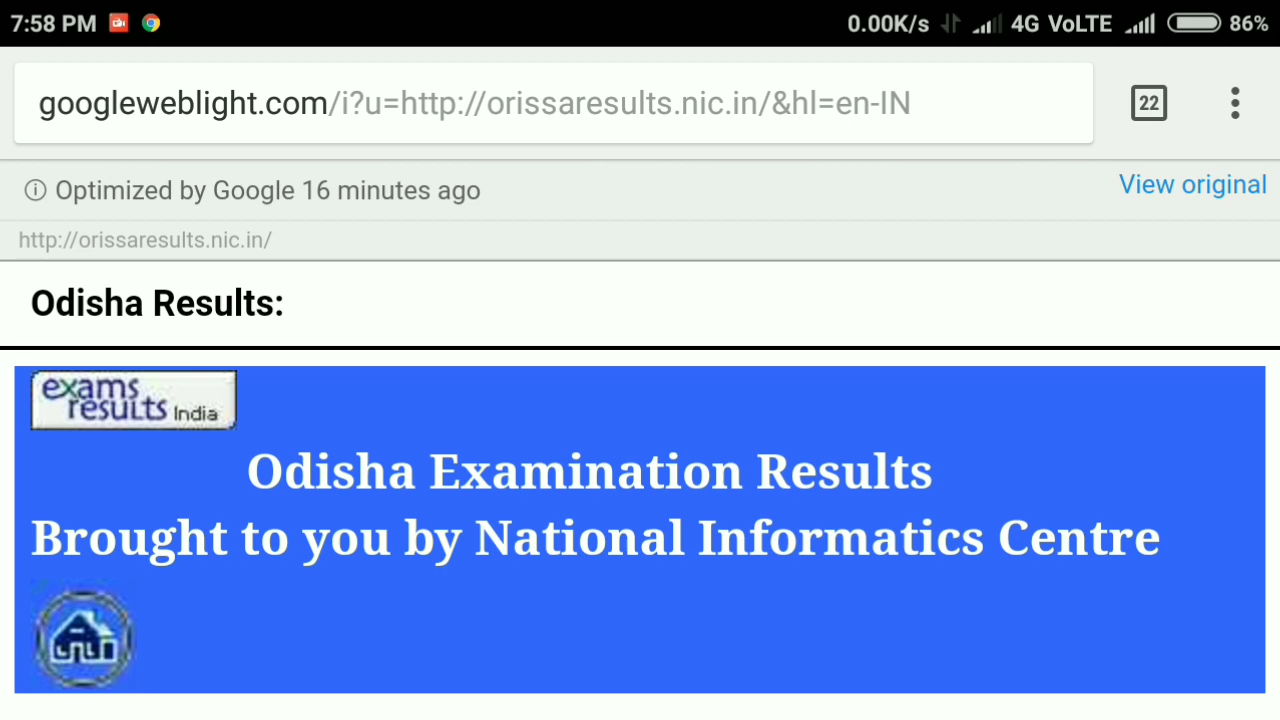 7:58 PM 0.00K/s 4G VoLTE 86%
googleweblight.com/i?u=http://orissaresults.nic.in/&hl=en-IN 22
Optimized by Google 16 minutes ago View original
http://orissaresults.nic.in/
Odisha Results:
exams
results India
Odisha Examination Results
Brought to you by National Informatics Centre